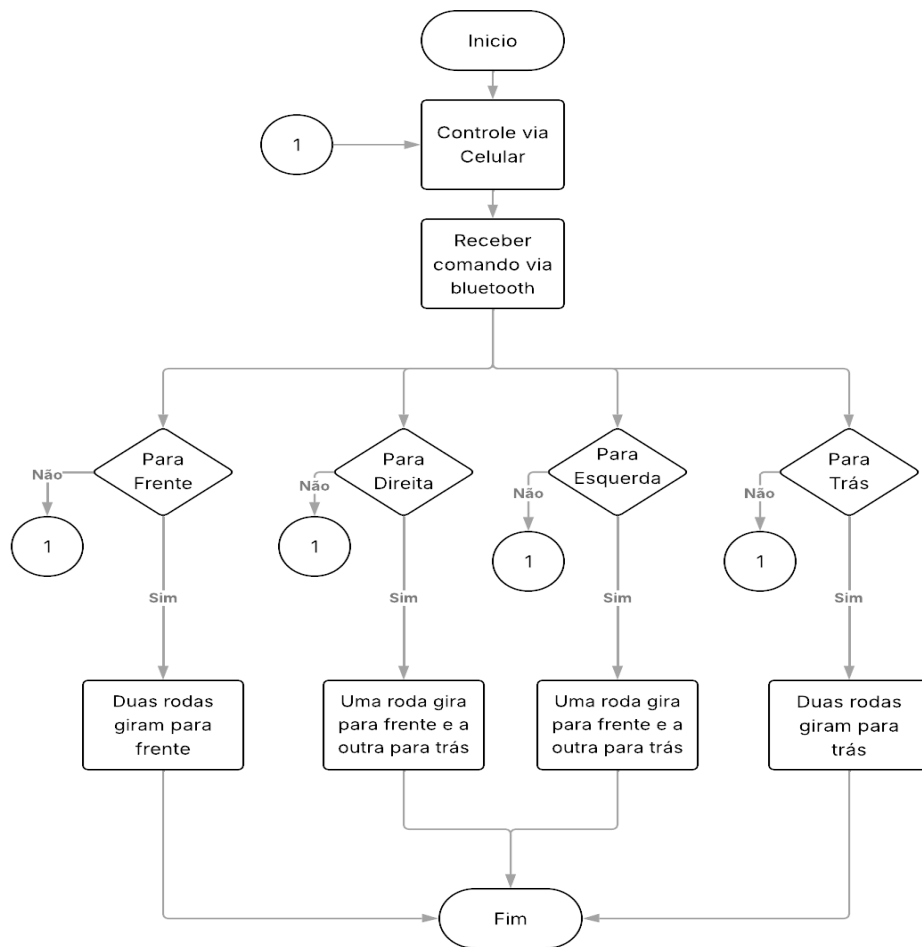 Inicio
1
Controle via
Celular
Receber
comando via
bluetooth
Para
Frente
Não
1
Sim
Para
Direita
Não
1
Sim
Para
Esquerda
Não
1
Sim
Para
Trás
Não
1
Sim
Duas rodas
giram para
frente
Uma roda gira
para frente e a
outra para trás
Uma roda gira
para frente e a
outra para trás
Duas rodas
giram para
trás
Fim